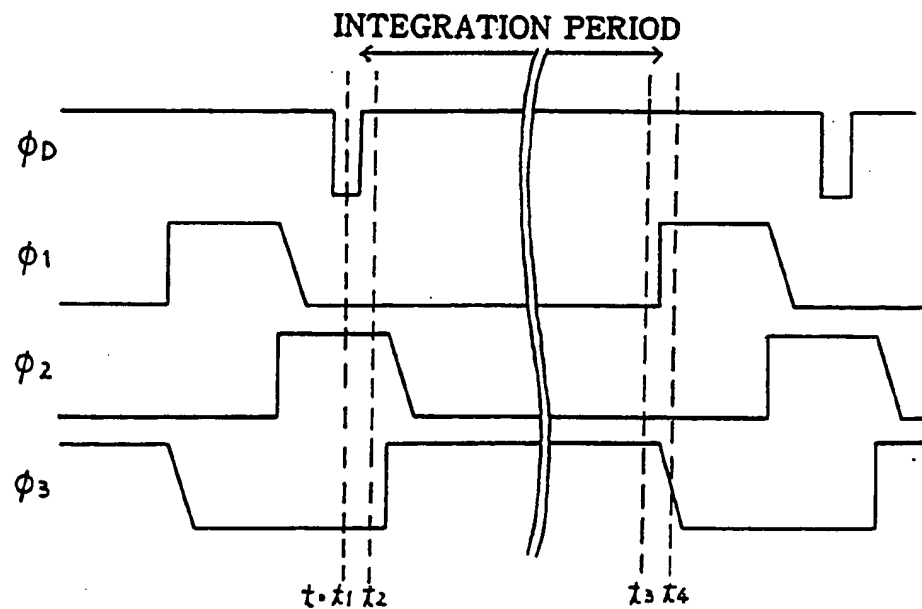 INTEGRATION PERIOD
φD
φ1
φ2
φ3
t. t1 t2 t3 t4